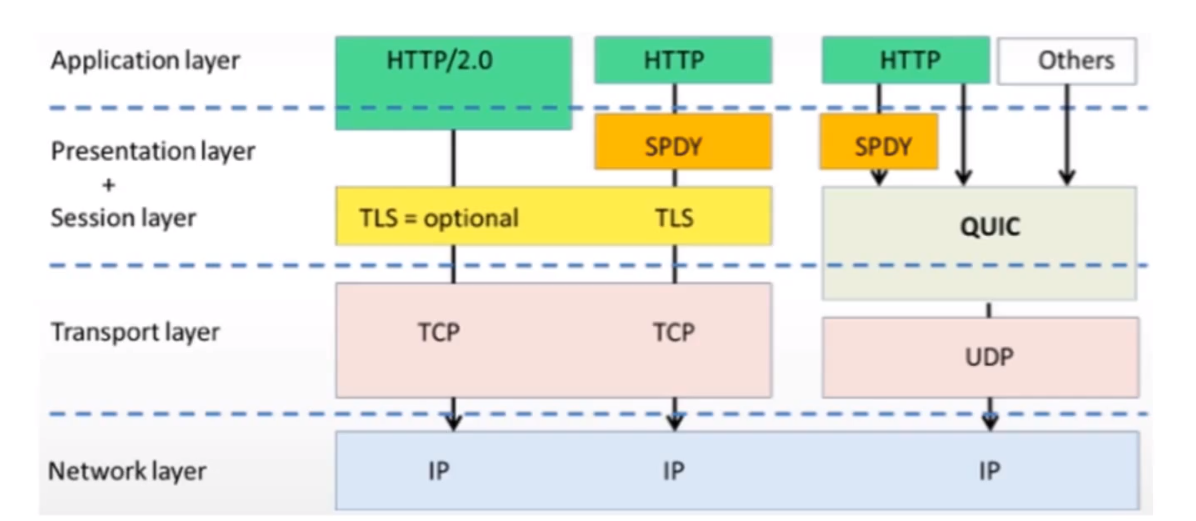 Application layer
HTTP/2.0
HTTP
HTTP
Others
Presentation layer
+
Session layer
SPDY
SPDY
TLS = optional
TLS
QUIC
Transport layer
TCP
TCP
UDP
Network layer
IP
IP
IP